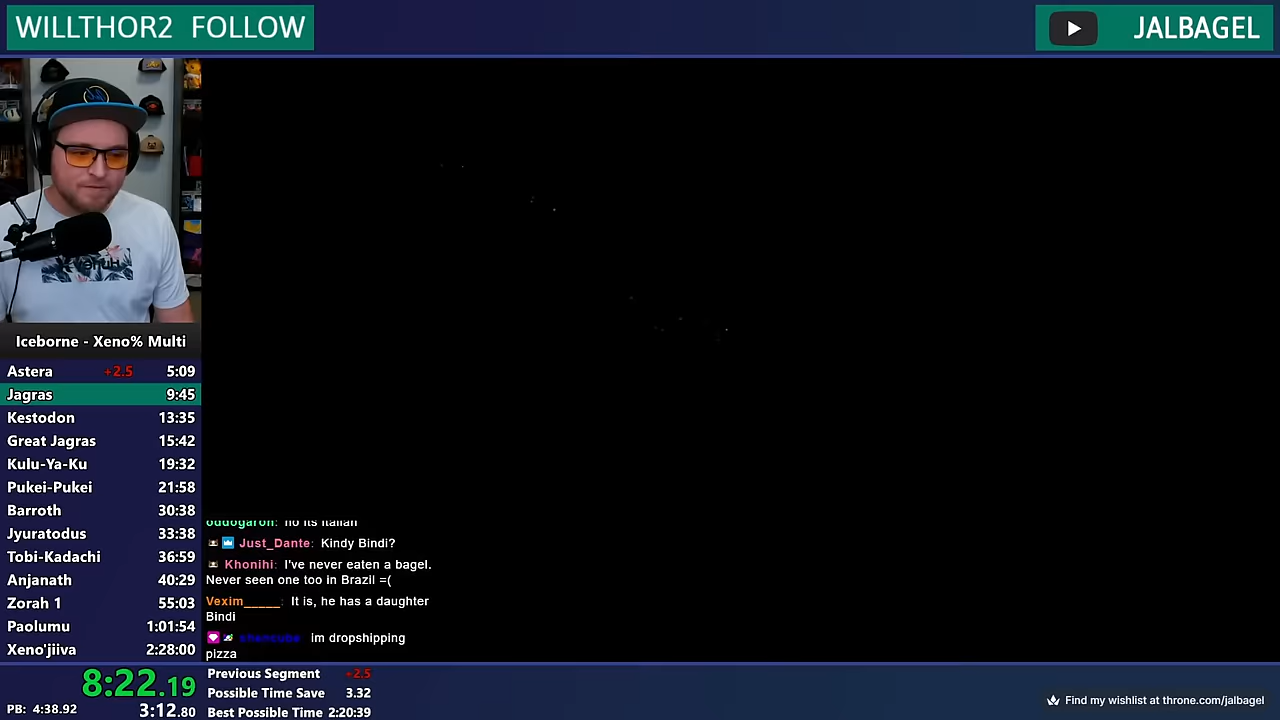 WILLTHOR2 FOLLOW
JALBAGEL
Iceborne - Xeno% Multi
Astera +2.5 5:09
Jagras 9:45
Kestodon 13:35
Great Jagras 15:42
Kulu-Ya-Ku 19:32
Pukei-Pukei 21:58
Barroth 30:38
Jyuratodus 33:38
Tobi-Kadachi 36:59
Anjanath 40:29
Zorah 1 55:03
Paolumu 1:01:54
Xeno'jiiva 2:28:00
8:22.19
PB: 4:38.92 3:12.80
oddogaron: no its italian
Just_Dante: Kindy Bindi?
Khonihi: I've never eaten a bagel.
Never seen one too in Brazil =(
Vexim_____: It is, he has a daughter
Bindi
im dropshipping
pizza
Previous Segment +2.5
Possible Time Save 3.32
Best Possible Time 2:20:39
Find my wishlist at throne.com/jalbagel